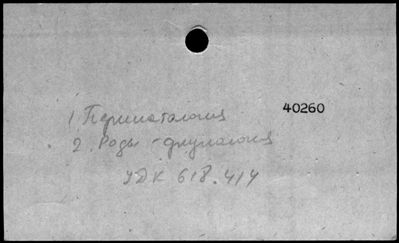 40260
1 Перинатология
2. Роды - физиология
УДК 618.414